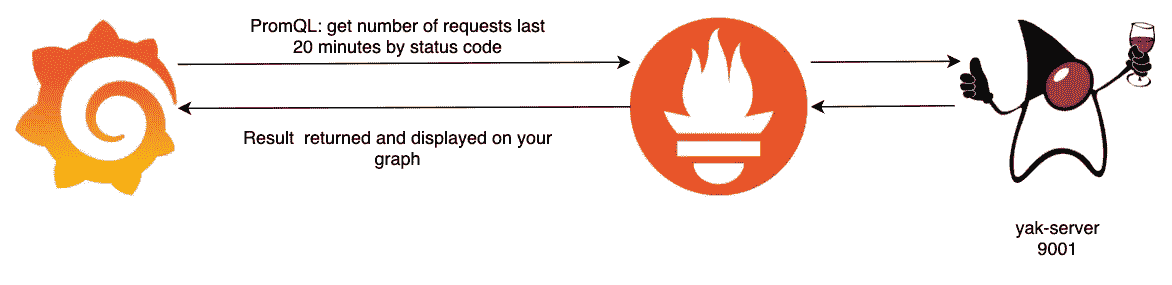 PromQL: get number of requests last
20 minutes by status code
Result returned and displayed on your
graph
yak-server
9001